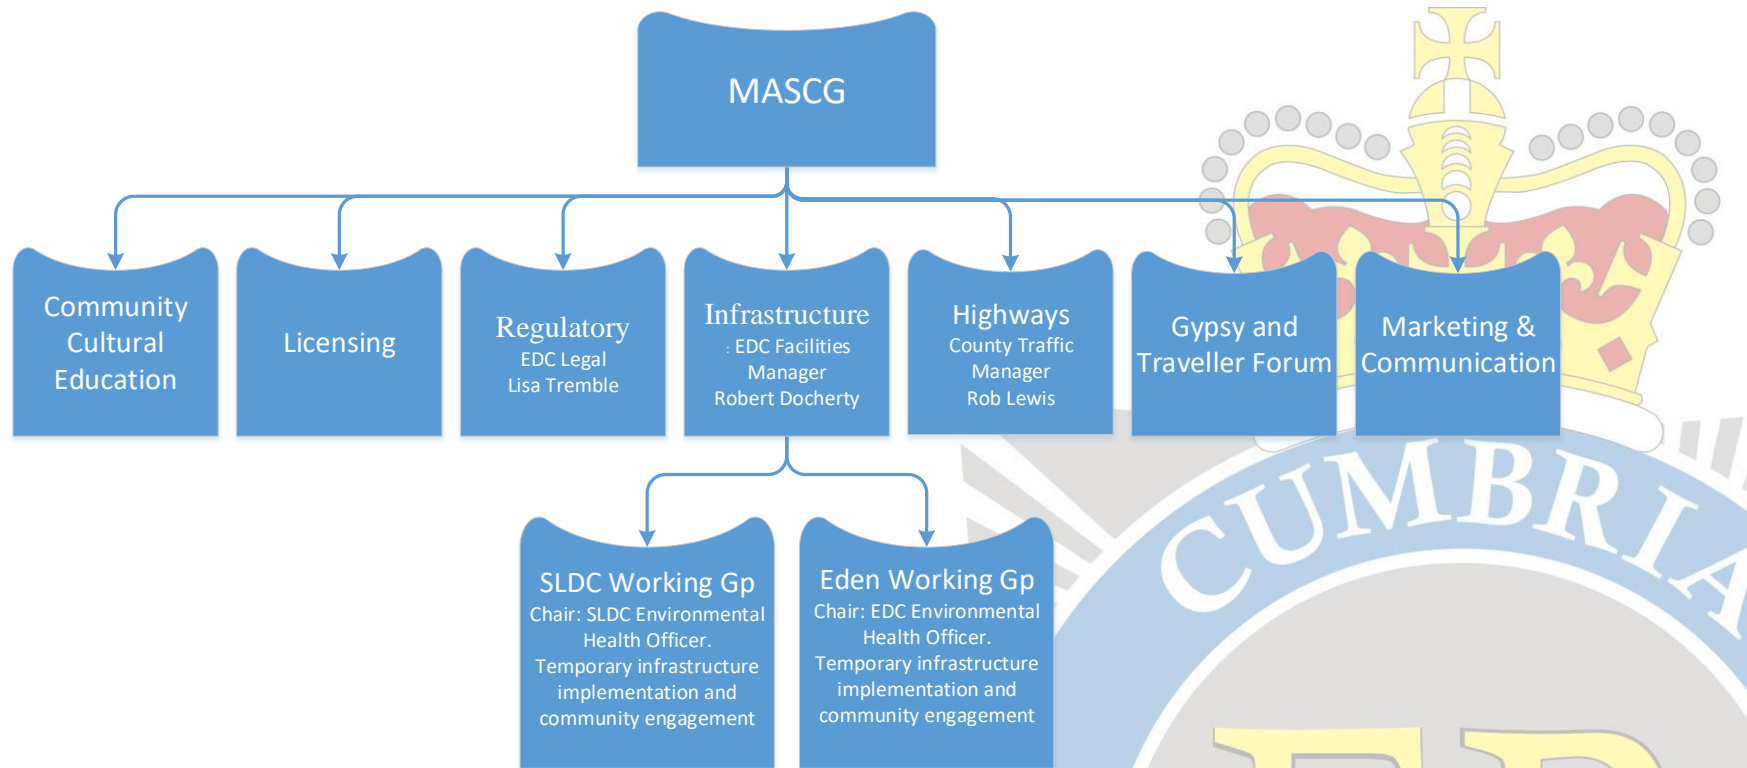 MASCG
Community
Cultural
Education
Licensing
Regulatory
EDC Legal
Lisa Tremble
Infrastructure
: EDC Facilities
Manager
Robert Docherty
Highways
County Traffic
Manager
Rob Lewis
Gypsy and
Traveller Forum
Marketing &
Communication
SLDC Working Gp
Chair: SLDC Environmental
Health Officer.
Temporary infrastructure
implementation and
community engagement
Eden Working Gp
Chair: EDC Environmental
Health Officer.
Temporary infrastructure
implementation and
community engagement
CUMBRIA